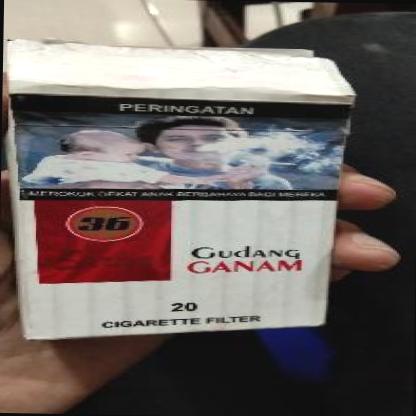 PERINGATAN
MEROKOK DEKAT ANAK BERBAHAYA BAGI MEREKA
36
GUDANG
GANAM
20
CIGARETTE FILTER